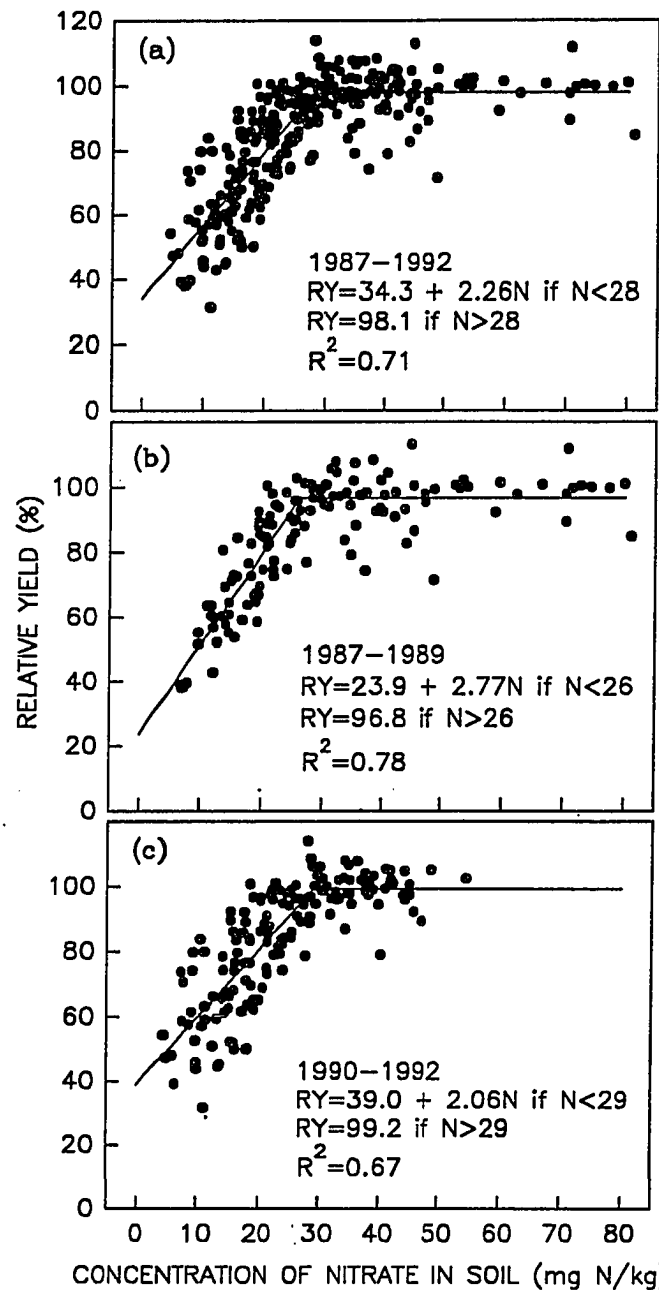 RELATIVE YIELD (%)
(a)
120
100
80
60
40
20
0
1987-1992
RY=34.3 + 2.26N if N<28
RY=98.1 if N>28
R²=0.71
(b)
100
80
60
40
20
0
1987-1989
RY=23.9 + 2.77N if N<26
RY=96.8 if N>26
R²=0.78
(c)
100
80
60
40
20
0
1990-1992
RY=39.0 + 2.06N if N<29
RY=99.2 if N>29
R²=0.67
0 10 20 30 40 50 60 70 80
CONCENTRATION OF NITRATE IN SOIL (mg N/kg